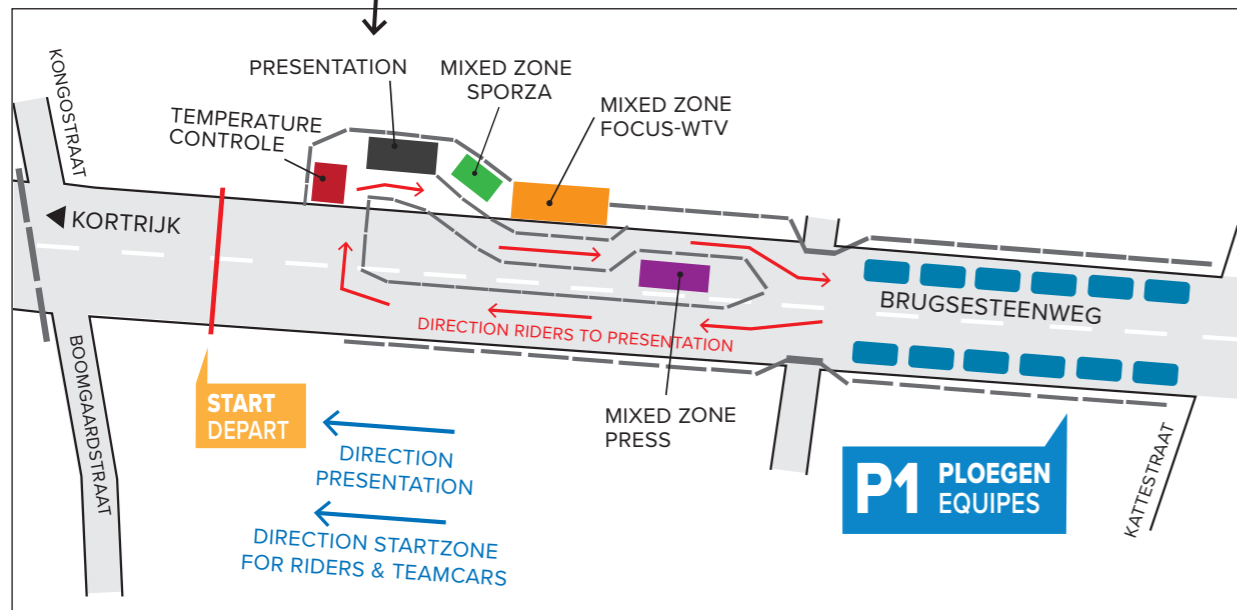 KONGOSTRAAT
PRESENTATION
MIXED ZONE
SPORZA
MIXED ZONE
FOCUS-WTV
TEMPERATURE
CONTROLE
KORTRIJK
BRUGSESTEENWEG
DIRECTION RIDERS TO PRESENTATION
BOOMGAARDSTRAAT
START
DEPART
MIXED ZONE
PRESS
DIRECTION
PRESENTATION
P1
PLOEGEN
EQUIPES
KATTESTRAAT
DIRECTION STARTZONE
FOR RIDERS & TEAMCARS